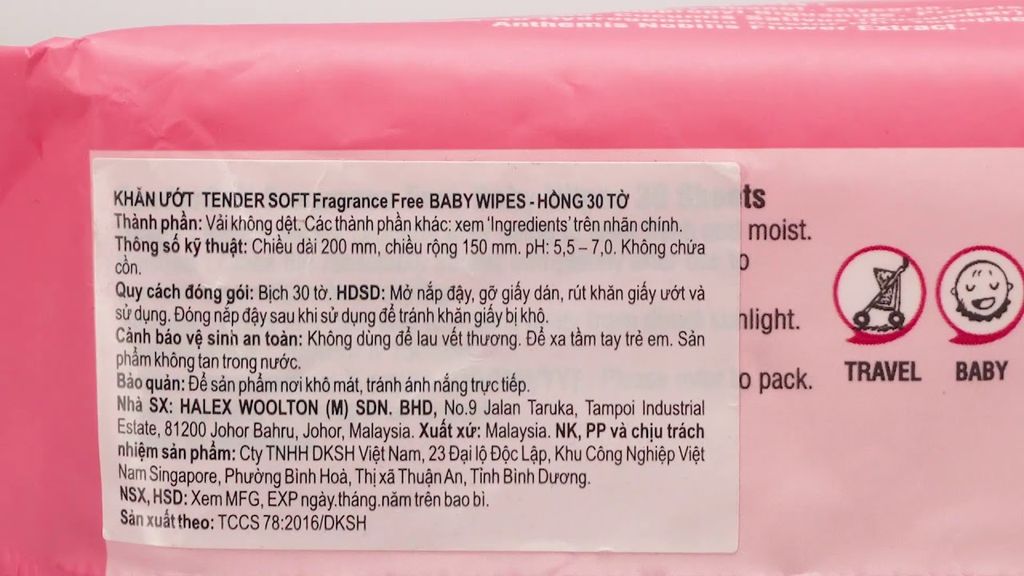 Anthemis Nobilis Flower Extract.
KHĂN ƯỚT TENDER SOFT Fragrance Free BABY WIPES - HỒNG 30 TỜ
Thành phần: Vải không dệt. Các thành phần khác: xem 'Ingredients' trên nhãn chính.
Thông số kỹ thuật: Chiều dài 200 mm, chiều rộng 150 mm. pH: 5,5 – 7,0. Không chứa
cồn.
Quy cách đóng gói: Bịch 30 tờ. HDSD: Mở nắp đậy, gỡ giấy dán, rút khăn giấy ướt và
sử dụng. Đóng nắp đậy sau khi sử dụng để tránh khăn giấy bị khô.
Cảnh báo vệ sinh an toàn: Không dùng để lau vết thương. Để xa tầm tay trẻ em. Sản
phẩm không tan trong nước.
Bảo quản: Để sản phẩm nơi khô mát, tránh ánh nắng trực tiếp.
Nhà SX: HALEX WOOLTON (M) SDN. BHD, No.9 Jalan Taruka, Tampoi Industrial
Estate, 81200 Johor Bahru, Johor, Malaysia. Xuất xứ: Malaysia. NK, PP và chịu trách
nhiệm sản phẩm: Cty TNHH DKSH Việt Nam, 23 Đại lộ Độc Lập, Khu Công Nghiệp Việt
Nam Singapore, Phường Bình Hoà, Thị xã Thuận An, Tỉnh Bình Dương.
NSX, HSD: Xem MFG, EXP ngày.tháng.năm trên bao bì.
Sản xuất theo: TCCS 78:2016/DKSH
moist.
nlight.
o pack.
TRAVEL
BABY